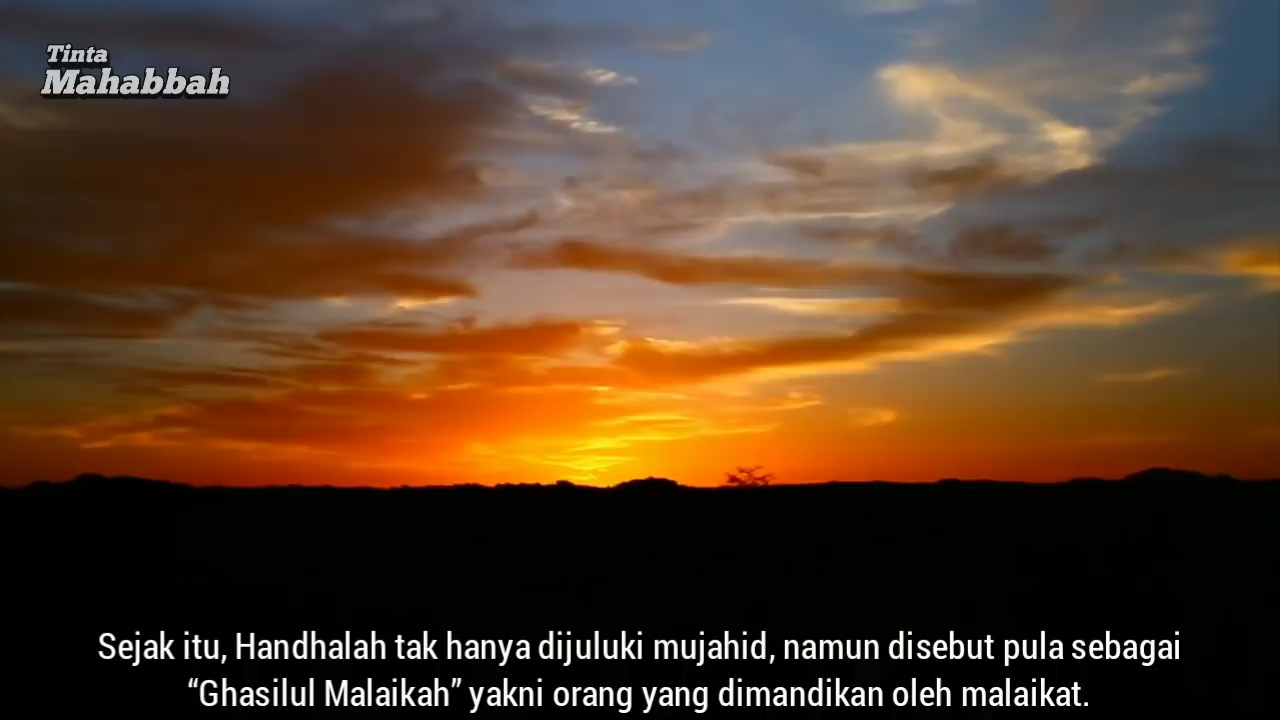 Tinta
Mahabbah
Sejak itu, Handhalah tak hanya dijuluki mujahid, namun disebut pula sebagai
“Ghasilul Malaikah” yakni orang yang dimandikan oleh malaikat.